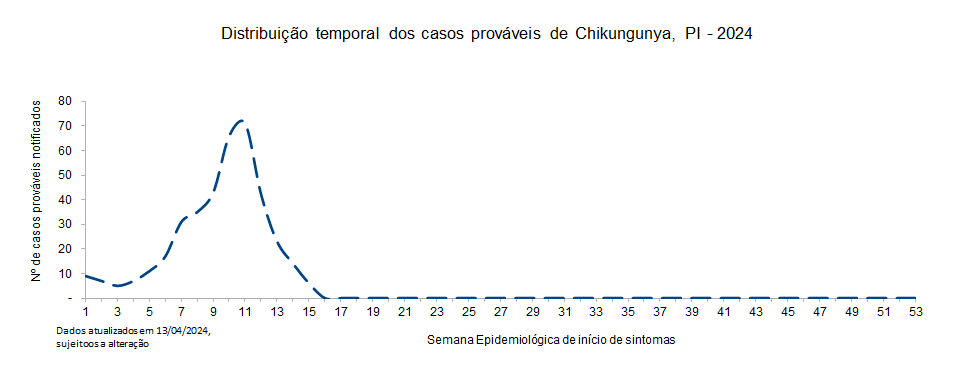 Distribuição temporal dos casos prováveis de Chikungunya, PI - 2024
Nº de casos prováveis notificados
80
70
60
50
40
30
20
10
-
1 3 5 7 9 11 13 15 17 19 21 23 25 27 29 31 33 35 37 39 41 43 45 47 49 51 53
Dados atualizados em 13/04/2024,
sujeitoos a alteração
Semana Epidemiológica de início de sintomas